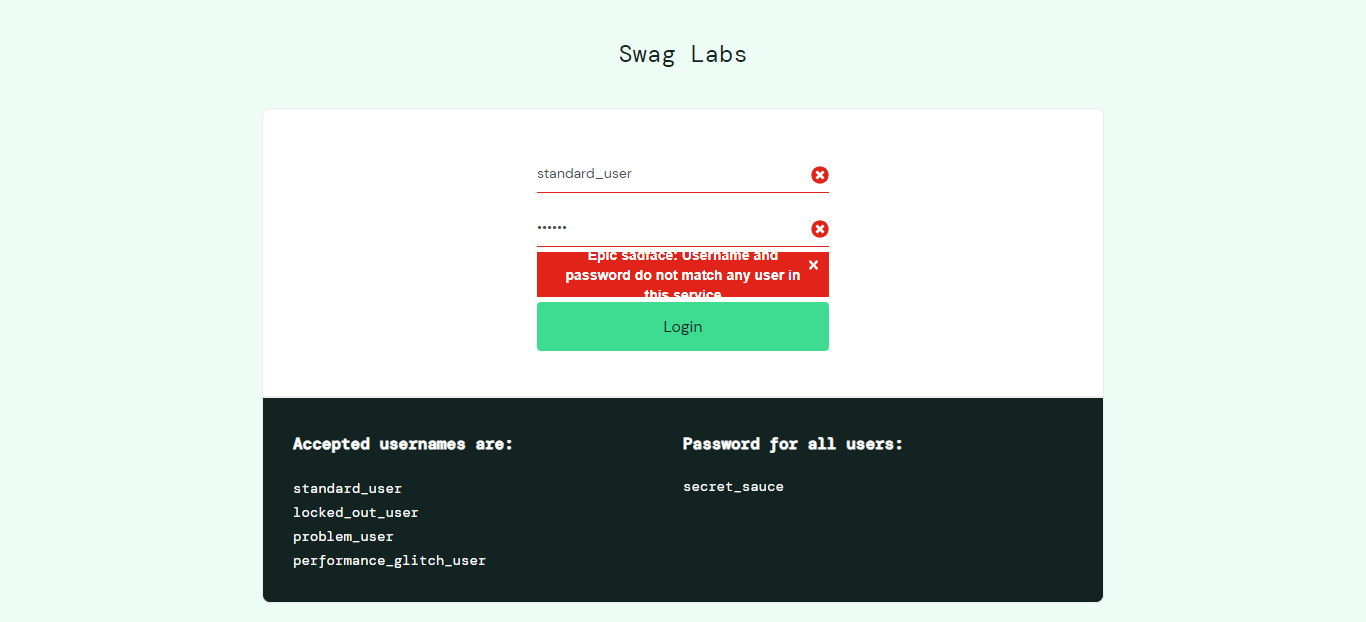 Swag Labs
standard_user
••••••
Epic sadface: Username and
password do not match any user in
this service
Login
Accepted usernames are:
standard_user
locked_out_user
problem_user
performance_glitch_user
Password for all users:
secret_sauce